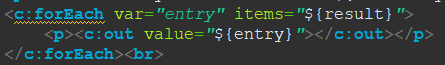 <c:forEach var="entry" items="${result}">
<p><c:out value="${entry}"></c:out></p>
</c:forEach><br>